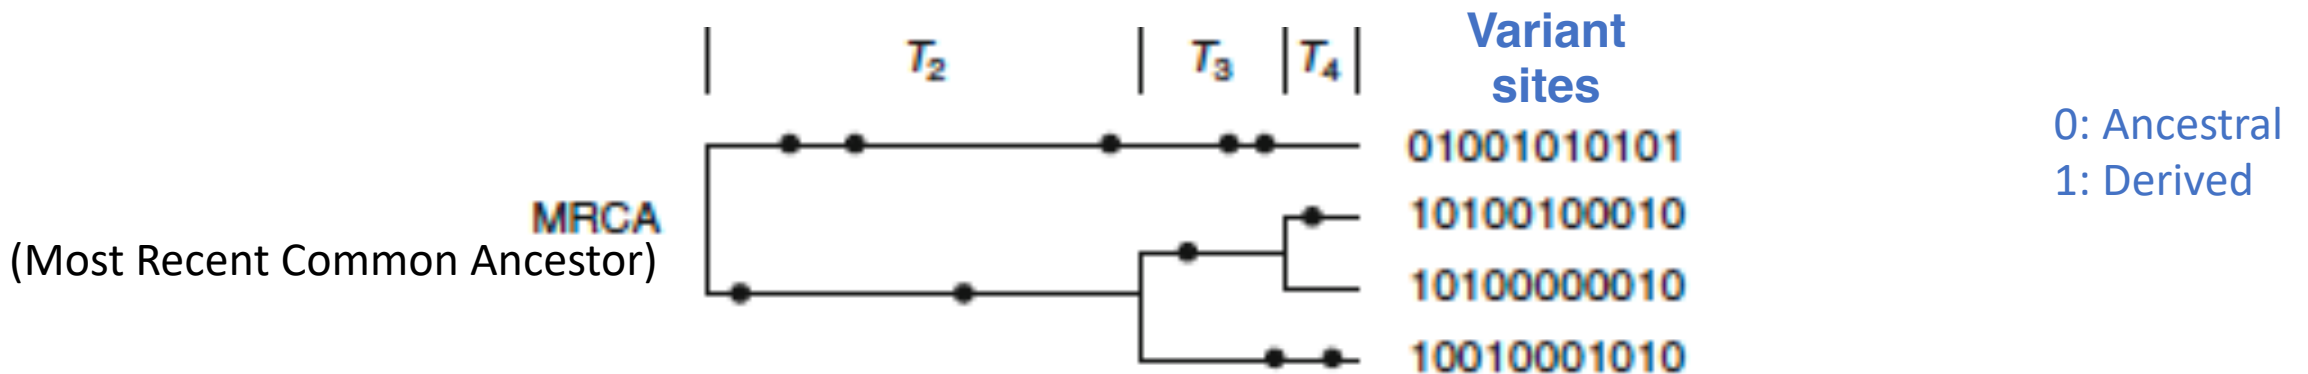 T2 T3 T4
Variant
sites
0: Ancestral
1: Derived
MRCA
(Most Recent Common Ancestor)
01001010101
10100100010
10100000010
10010001010